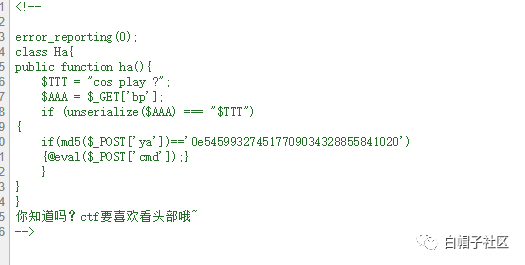 1 <!--
2
3 error_reporting(0);
4 class Ha{
5 public function ha(){
6 $TTT = "cos play ?";
7 $AAA = $_GET['bp'];
8 if (unserialize($AAA) === "$TTT")
9 {
0 if(md5($_POST['ya'])=='0e545993274517709034328855841020')
1 {@eval($_POST['cmd']);}
2 }
3 }
4 }
5 你知道吗?ctf要喜欢看头部哦~
6 -->
白帽子社区